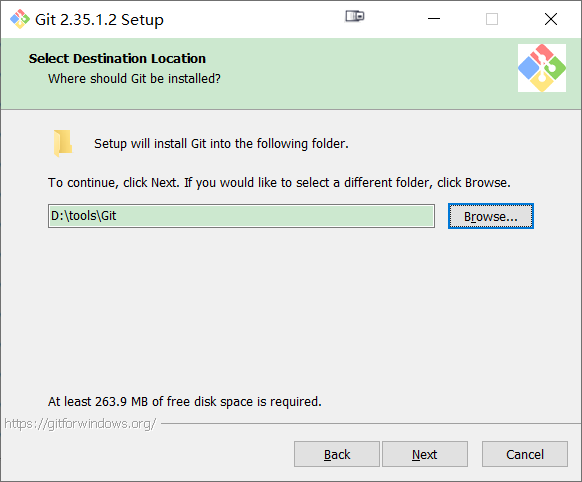 Git 2.35.1.2 Setup
Select Destination Location
Where should Git be installed?
Setup will install Git into the following folder.
To continue, click Next. If you would like to select a different folder, click Browse.
D:\tools\Git
Browse...
At least 263.9 MB of free disk space is required.
https://gitforwindows.org/
Back
Next
Cancel